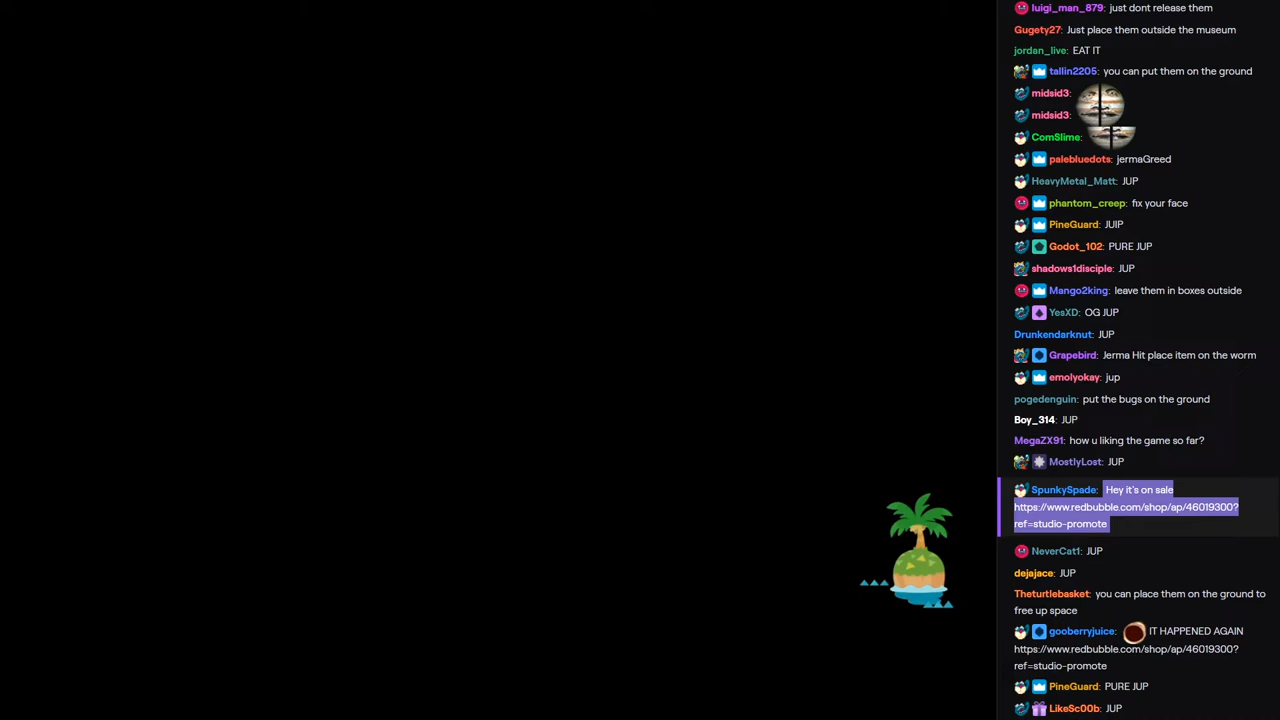 luigi_man_879: just dont release them
Gugety27: Just place them outside the museum
jordan_live: EAT IT
tallin2205: you can put them on the ground
midsid3:
midsid3:
ComSlime:
palebluedots: jermaGreed
HeavyMetal_Matt: JUP
phantom_creep: fix your face
PineGuard: JUIP
Godot_102: PURE JUP
shadows1disciple: JUP
Mango2king: leave them in boxes outside
YesXD: OG JUP
Drunkendarknut: JUP
Grapebird: Jerma Hit place item on the worm
emolyokay: jup
pogedenguin: put the bugs on the ground
Boy_314: JUP
MegaZX91: how u liking the game so far?
MostlyLost: JUP
SpunkySpade: Hey it's on sale
https://www.redbubble.com/shop/ap/46019300?
ref=studio-promote
NeverCat1: JUP
dejajace: JUP
Theturtlebasket: you can place them on the ground to
free up space
gooberryjuice: IT HAPPENED AGAIN
https://www.redbubble.com/shop/ap/46019300?
ref=studio-promote
PineGuard: PURE JUP
LikeSc00b: JUP